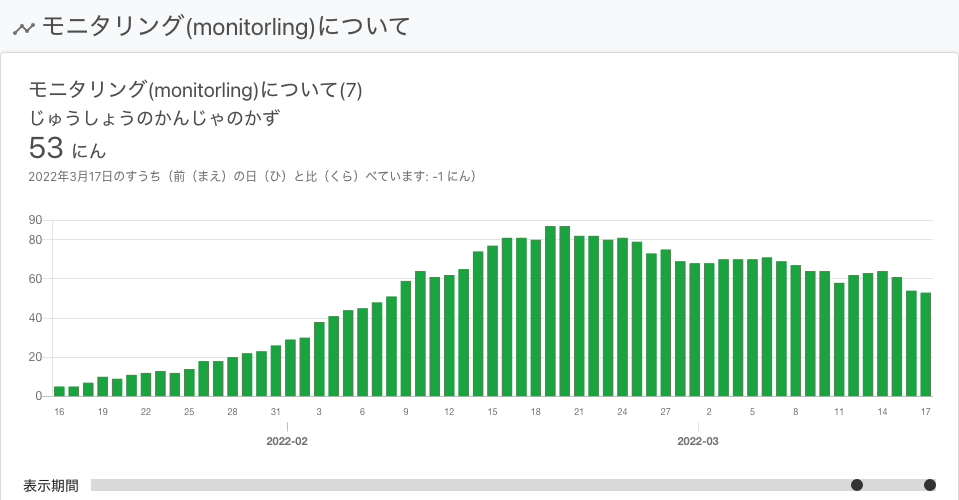 モニタリング(monitorling)について
モニタリング(monitorling)について(7)
じゅうしょうのかんじゃのかず
53 にん
2022年3月17日のすうち（前（まえ）の日（ひ）と比（くら）べています: -1 にん）
90
80
60
40
20
0
16 19 22 25 28 31 3 6 9 12 15 18 21 24 27 2 5 8 11 14 17
2022-02 2022-03
表示期間